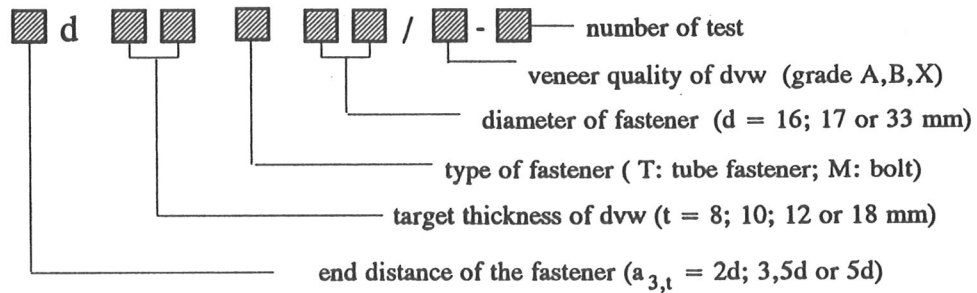 d / - number of test
veneer quality of dvw (grade A,B,X)
diameter of fastener (d = 16; 17 or 33 mm)
type of fastener ( T: tube fastener; M: bolt)
target thickness of dvw (t = 8; 10; 12 or 18 mm)
end distance of the fastener (a 3,t = 2d; 3,5d or 5d)